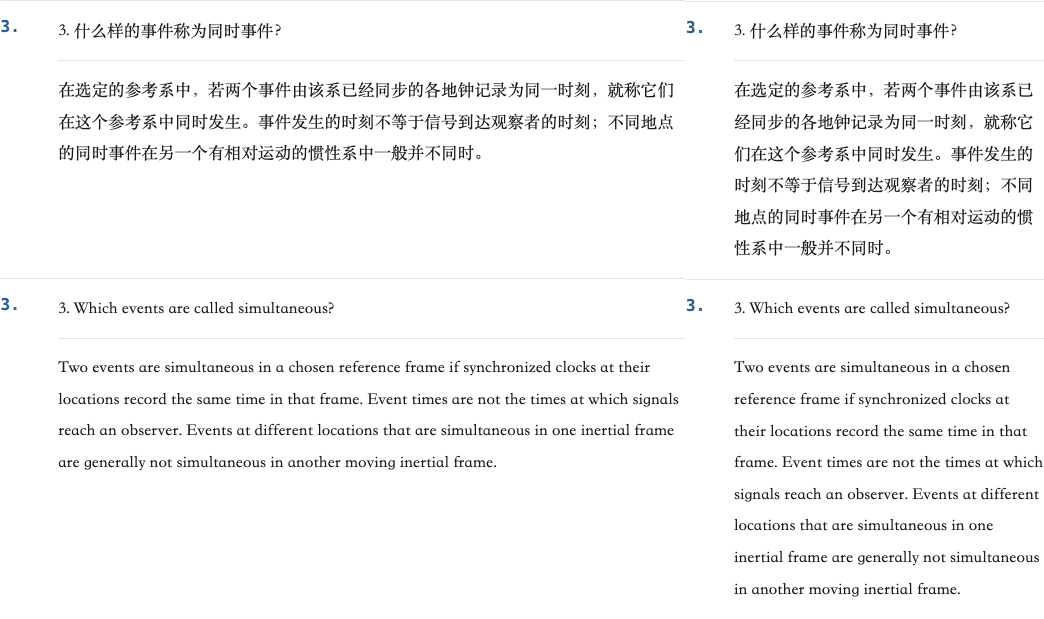 3.
3. 什么样的事件称为同时事件?
在选定的参考系中，若两个事件由该系已经同步的各地钟记录为同一时刻，就称它们
在这个参考系中同时发生。事件发生的时刻不等于信号到达观察者的时刻；不同地点
的同时事件在另一个有相对运动的惯性系中一般并不同时。
3.
3. 什么样的事件称为同时事件?
在选定的参考系中，若两个事件由该系已
经同步的各地钟记录为同一时刻，就称它
们在这个参考系中同时发生。事件发生的
时刻不等于信号到达观察者的时刻；不同
地点的同时事件在另一个有相对运动的惯
性系中一般并不同时。
3.
3. Which events are called simultaneous?
Two events are simultaneous in a chosen reference frame if synchronized clocks at their
locations record the same time in that frame. Event times are not the times at which signals
reach an observer. Events at different locations that are simultaneous in one inertial frame
are generally not simultaneous in another moving inertial frame.
3.
3. Which events are called simultaneous?
Two events are simultaneous in a chosen
reference frame if synchronized clocks at
their locations record the same time in that
frame. Event times are not the times at which
signals reach an observer. Events at different
locations that are simultaneous in one
inertial frame are generally not simultaneous
in another moving inertial frame.